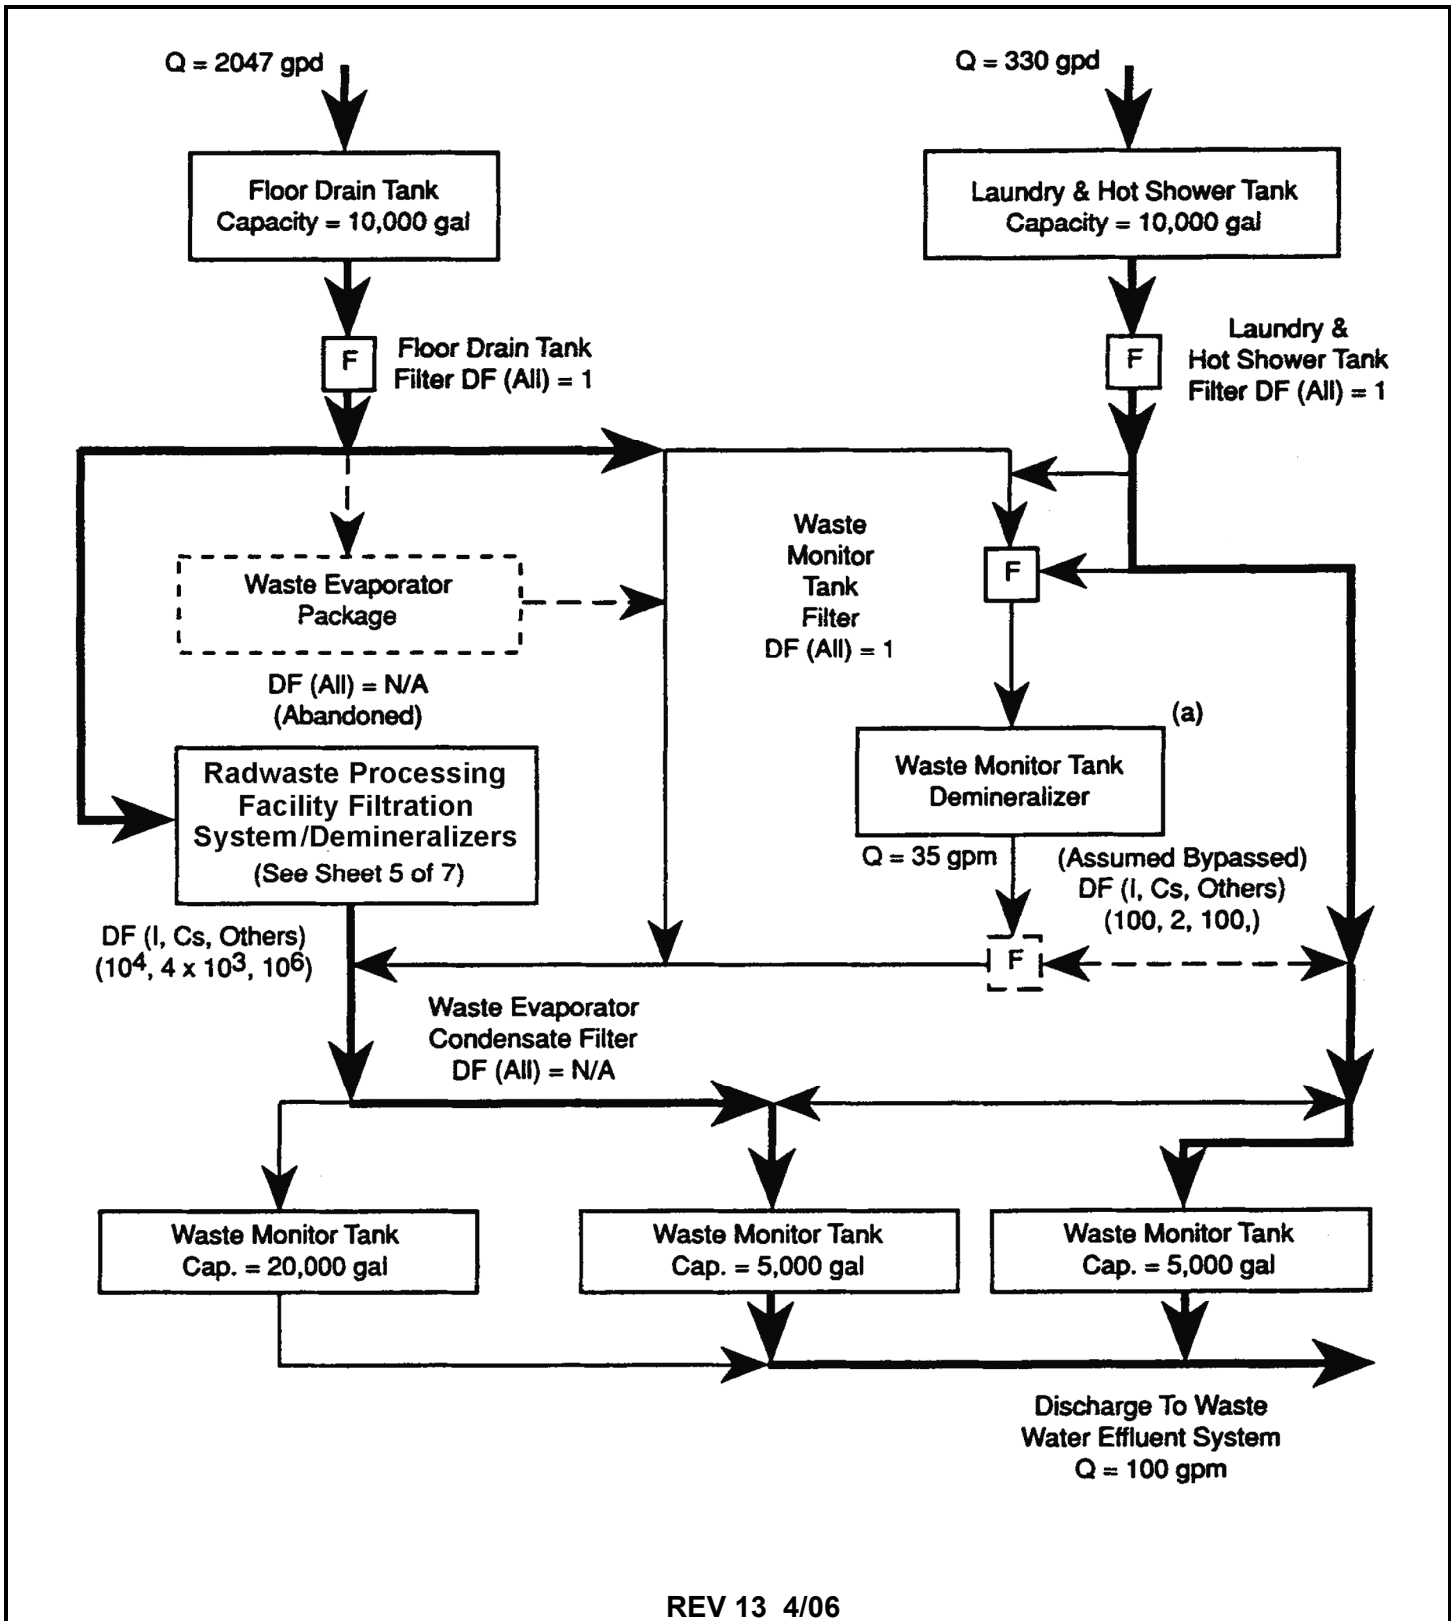 Q = 2047 gpd
Q = 330 gpd
Floor Drain Tank
Capacity = 10,000 gal
Laundry & Hot Shower Tank
Capacity = 10,000 gal
F
Floor Drain Tank
Filter DF (All) = 1
F
Laundry &
Hot Shower Tank
Filter DF (All) = 1
Waste
Monitor
Tank
Filter
DF (All) = 1
F
Waste Evaporator
Package
DF (All) = N/A
(Abandoned)
(a)
Waste Monitor Tank
Demineralizer
Radwaste Processing
Facility Filtration
System/Demineralizers
(See Sheet 5 of 7)
Q = 35 gpm
(Assumed Bypassed)
DF (I, Cs, Others)
(100, 2, 100,)
DF (I, Cs, Others)
(10⁴, 4 x 10³, 10⁶)
F
Waste Evaporator
Condensate Filter
DF (All) = N/A
Waste Monitor Tank
Cap. = 20,000 gal
Waste Monitor Tank
Cap. = 5,000 gal
Waste Monitor Tank
Cap. = 5,000 gal
Discharge To Waste
Water Effluent System
Q = 100 gpm
REV 13 4/06